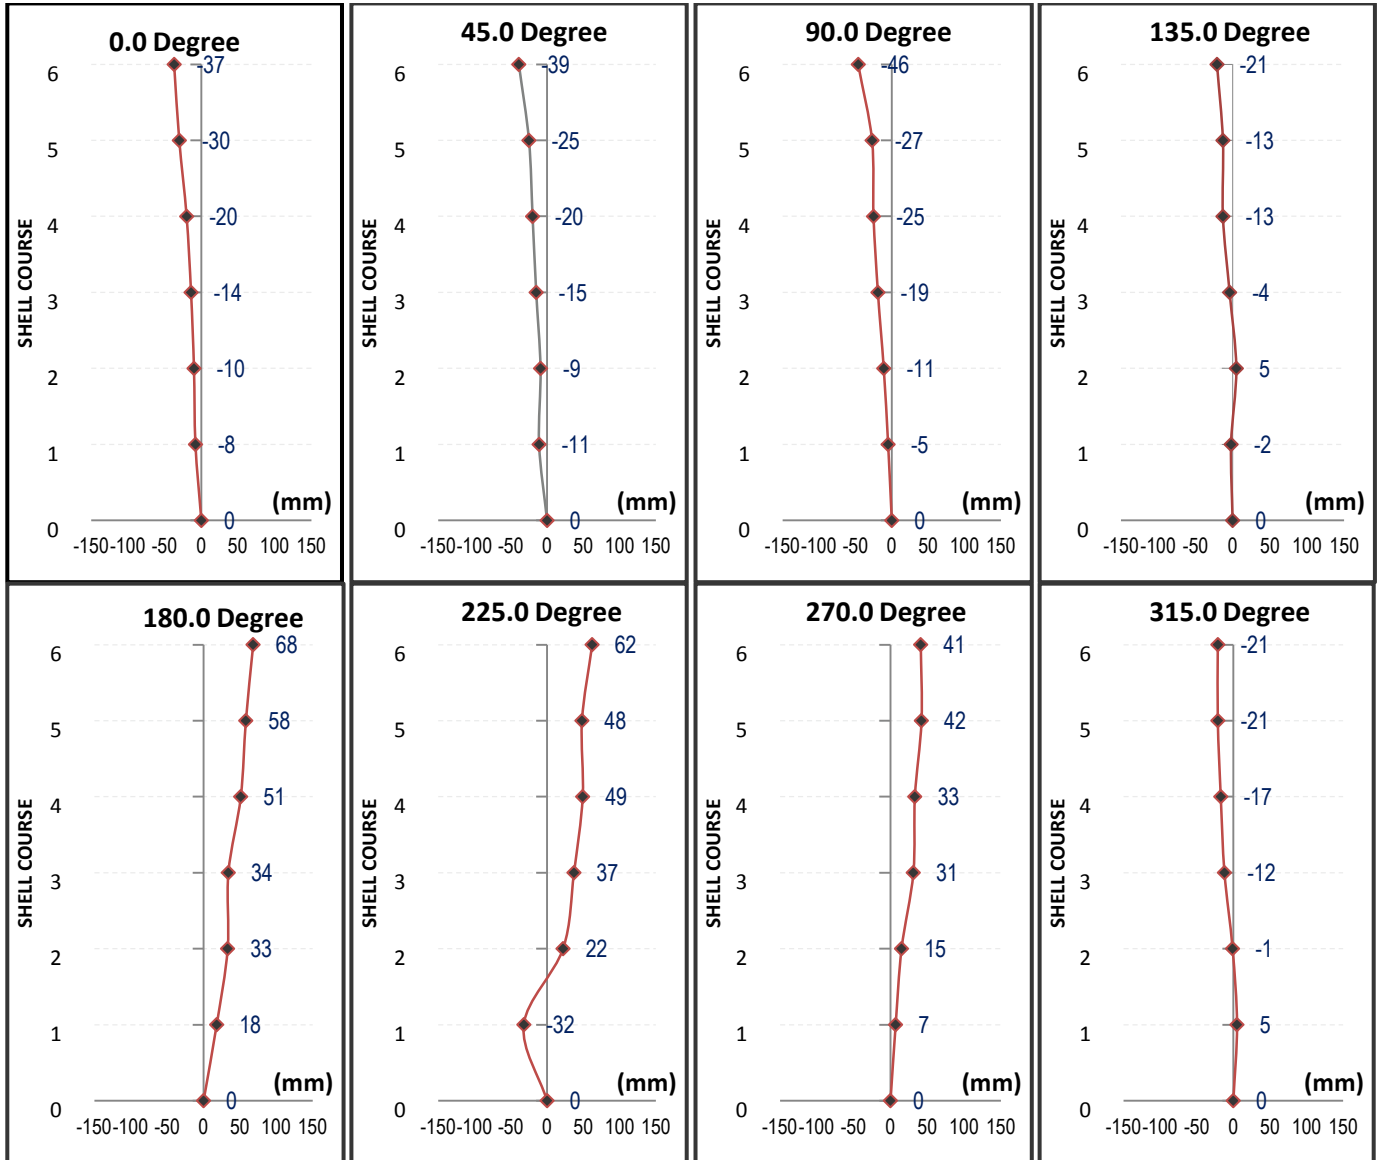 0.0 Degree
6 -37
5 -30
4 -20
3 -14
2 -10
1 -8
0 0
SHELL COURSE
(mm)
-150 -100 -50 0 50 100 150
45.0 Degree
6 -39
5 -25
4 -20
3 -15
2 -9
1 -11
0 0
SHELL COURSE
(mm)
-150 -100 -50 0 50 100 150
90.0 Degree
6 -46
5 -27
4 -25
3 -19
2 -11
1 -5
0 0
SHELL COURSE
(mm)
-150 -100 -50 0 50 100 150
135.0 Degree
6 -21
5 -13
4 -13
3 -4
2 5
1 -2
0 0
SHELL COURSE
(mm)
-150 -100 -50 0 50 100 150
180.0 Degree
6 68
5 58
4 51
3 34
2 33
1 18
0 0
SHELL COURSE
(mm)
-150 -100 -50 0 50 100 150
225.0 Degree
6 62
5 48
4 49
3 37
2 22
1 -32
0 0
SHELL COURSE
(mm)
-150 -100 -50 0 50 100 150
270.0 Degree
6 41
5 42
4 33
3 31
2 15
1 7
0 0
SHELL COURSE
(mm)
-150 -100 -50 0 50 100 150
315.0 Degree
6 -21
5 -21
4 -17
3 -12
2 -1
1 5
0 0
SHELL COURSE
(mm)
-150 -100 -50 0 50 100 150